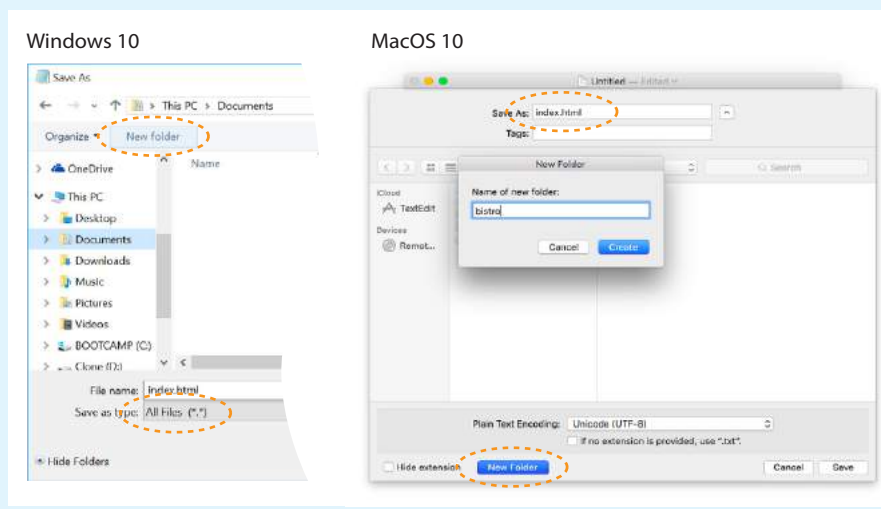 Windows 10
MacOS 10
Save As
This PC > Documents
Organize
New folder
Name
OneDrive
This PC
Desktop
Documents
Downloads
Music
Pictures
Videos
BOOTCAMP (C:)
Clone (D:)
File name: index.html
Save as type: All Files (*.*)
Hide Folders
Untitled — Edited
Save As: index.html
Tags:
Search
New Folder
Name of new folder:
bistro
Cancel Create
iCloud
TextEdit
Devices
Remot...
Plain Text Encoding: Unicode (UTF-8)
If no extension is provided, use ".txt".
Hide extension New Folder Cancel Save